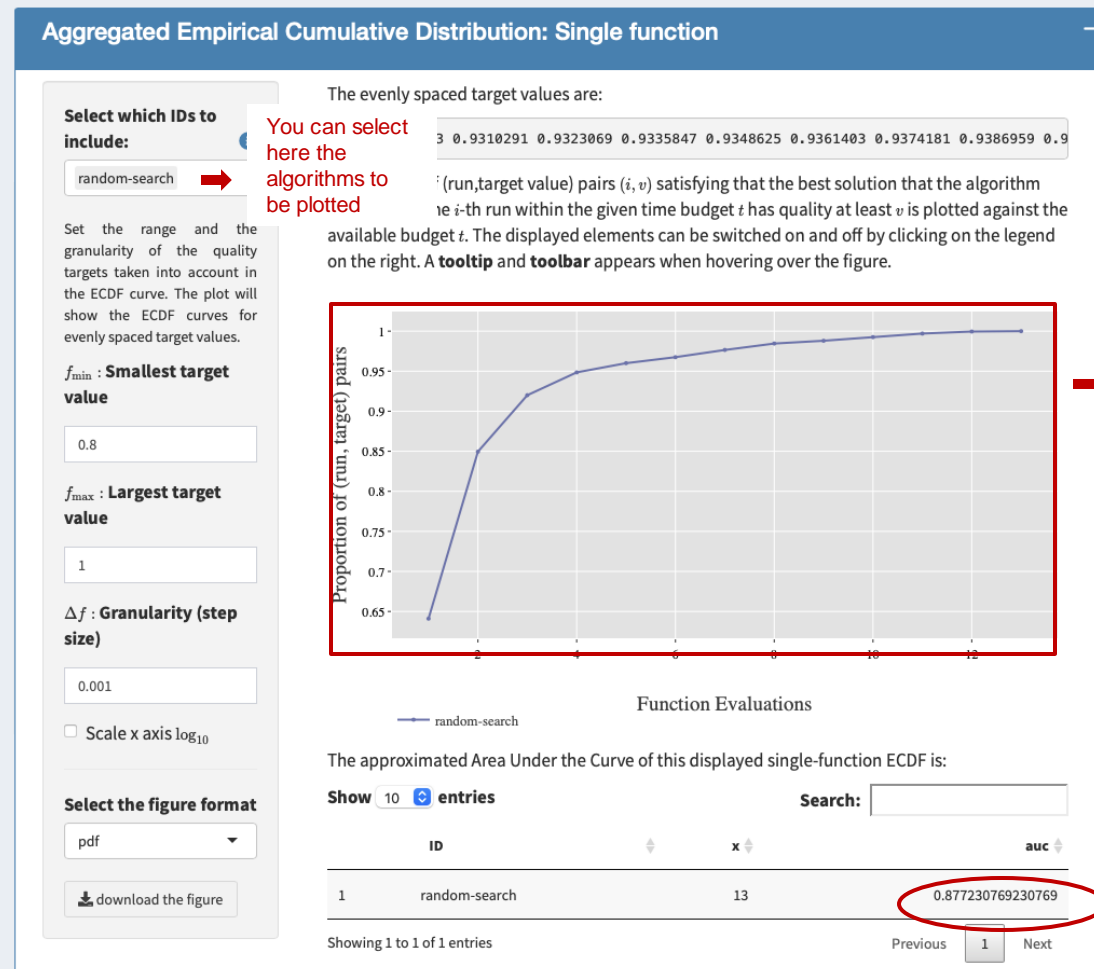 Aggregated Empirical Cumulative Distribution: Single function
Select which IDs to
include:
random-search
You can select
here the
algorithms to
be plotted
Set the range and the
granularity of the quality
targets taken into account in
the ECDF curve. The plot will
show the ECDF curves for
evenly spaced target values.
f_min : Smallest target
value
0.8
f_max : Largest target
value
1
Δf : Granularity (step
size)
0.001
Scale x axis log10
Select the figure format
pdf
download the figure
The evenly spaced target values are:
3 0.9310291 0.9323069 0.9335847 0.9348625 0.9361403 0.9374181 0.9386959 0.9
(run,target value) pairs (i, v) satisfying that the best solution that the algorithm
i-th run within the given time budget t has quality at least v is plotted against the
available budget t. The displayed elements can be switched on and off by clicking on the legend
on the right. A tooltip and toolbar appears when hovering over the figure.
Proportion of (run, target) pairs
1
0.95
0.9
0.85
0.8
0.75
0.7
0.65
2 4 6 8 10 12
Function Evaluations
random-search
The approximated Area Under the Curve of this displayed single-function ECDF is:
Show 10 entries
Search:
ID x auc
1 random-search 13 0.877230769230769
Showing 1 to 1 of 1 entries
Previous 1 Next